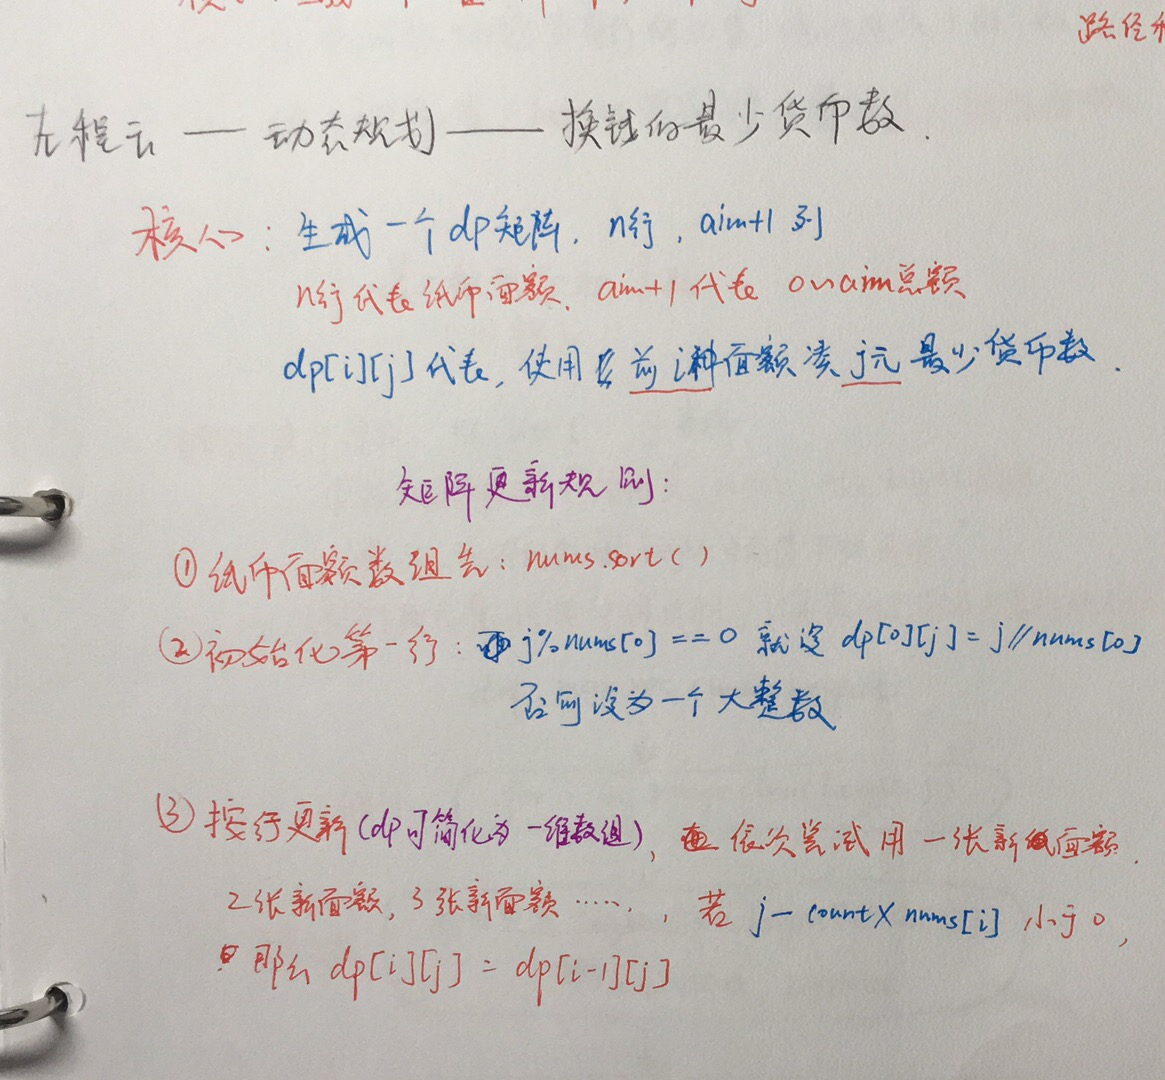 路径
左程云 —— 动态规划 —— 换钱的最少货币数.
核心: 生成一个dp矩阵, n行, aim+1列
n行代表纸币面额, aim+1代表 0~aim总额
dp[i][j]代表, 使用前i种面额凑j元最少货币数.
矩阵更新规则:
①纸币面额数组先: nums.sort()
②初始化第一行: j%nums[0]==0 就设 dp[0][j]=j//nums[0]
否则设为一个大整数
③按行更新(dp可简化为一维数组), 依次尝试用一张新面额,
2张新面额, 3张新面额……, 若 j-count×nums[i] 小于0,
那么 dp[i][j]=dp[i-1][j]